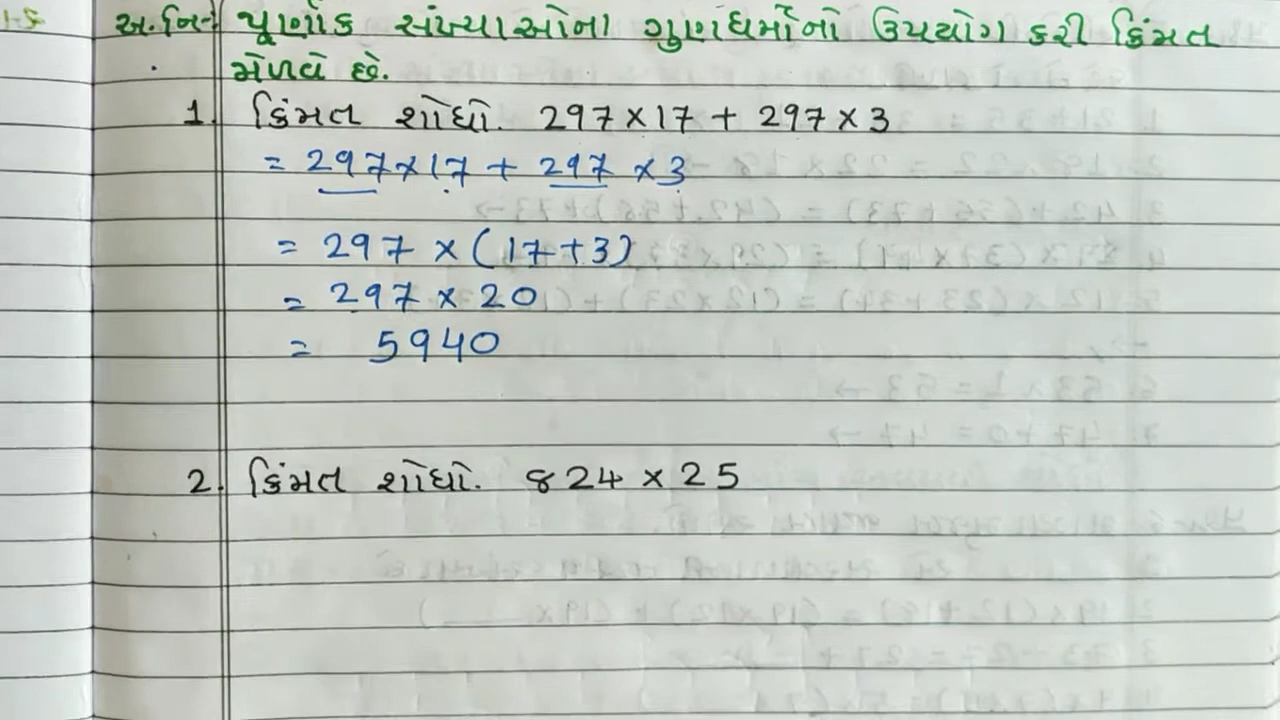 અ.નિ-: પૂર્ણાંક સંખ્યાઓના ગુણધર્મોનો ઉપયોગ કરી કિંમત
મેળવે છે.
1. કિંમત શોધો. 297 × 17 + 297 × 3
= 297 × 17 + 297 × 3
= 297 × (17 + 3)
= 297 × 20
= 5940
2. કિંમત શોધો. 824 × 25